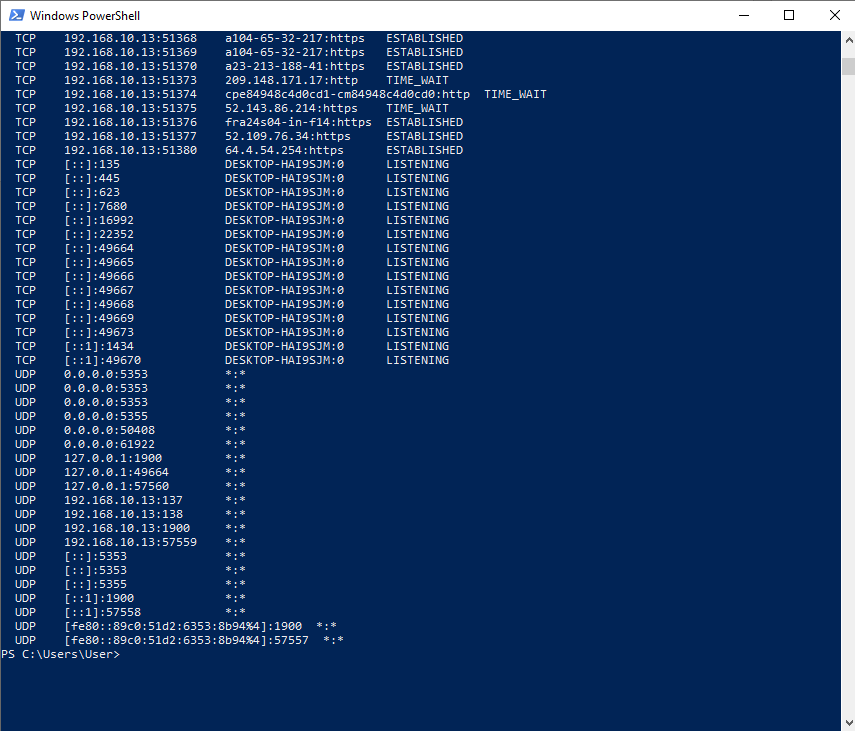 Windows PowerShell
TCP 192.168.10.13:51368 a104-65-32-217:https ESTABLISHED
TCP 192.168.10.13:51369 a104-65-32-217:https ESTABLISHED
TCP 192.168.10.13:51370 a23-213-188-41:https ESTABLISHED
TCP 192.168.10.13:51373 209.148.171.17:http TIME_WAIT
TCP 192.168.10.13:51374 cpe84948c4d0cd1-cm84948c4d0cd0:http TIME_WAIT
TCP 192.168.10.13:51375 52.143.86.214:https TIME_WAIT
TCP 192.168.10.13:51376 fra24s04-in-f14:https ESTABLISHED
TCP 192.168.10.13:51377 52.109.76.34:https ESTABLISHED
TCP 192.168.10.13:51380 64.4.54.254:https ESTABLISHED
TCP [::]:135 DESKTOP-HAI9SJM:0 LISTENING
TCP [::]:445 DESKTOP-HAI9SJM:0 LISTENING
TCP [::]:623 DESKTOP-HAI9SJM:0 LISTENING
TCP [::]:7680 DESKTOP-HAI9SJM:0 LISTENING
TCP [::]:16992 DESKTOP-HAI9SJM:0 LISTENING
TCP [::]:22352 DESKTOP-HAI9SJM:0 LISTENING
TCP [::]:49664 DESKTOP-HAI9SJM:0 LISTENING
TCP [::]:49665 DESKTOP-HAI9SJM:0 LISTENING
TCP [::]:49666 DESKTOP-HAI9SJM:0 LISTENING
TCP [::]:49667 DESKTOP-HAI9SJM:0 LISTENING
TCP [::]:49668 DESKTOP-HAI9SJM:0 LISTENING
TCP [::]:49669 DESKTOP-HAI9SJM:0 LISTENING
TCP [::]:49673 DESKTOP-HAI9SJM:0 LISTENING
TCP [::1]:1434 DESKTOP-HAI9SJM:0 LISTENING
TCP [::1]:49670 DESKTOP-HAI9SJM:0 LISTENING
UDP 0.0.0.0:5353 *:*
UDP 0.0.0.0:5353 *:*
UDP 0.0.0.0:5353 *:*
UDP 0.0.0.0:5355 *:*
UDP 0.0.0.0:50408 *:*
UDP 0.0.0.0:61922 *:*
UDP 127.0.0.1:1900 *:*
UDP 127.0.0.1:49664 *:*
UDP 127.0.0.1:57560 *:*
UDP 192.168.10.13:137 *:*
UDP 192.168.10.13:138 *:*
UDP 192.168.10.13:1900 *:*
UDP 192.168.10.13:57559 *:*
UDP [::]:5353 *:*
UDP [::]:5353 *:*
UDP [::]:5355 *:*
UDP [::1]:1900 *:*
UDP [::1]:57558 *:*
UDP [fe80::89c0:51d2:6353:8b94%4]:1900 *:*
UDP [fe80::89c0:51d2:6353:8b94%4]:57557 *:*
PS C:\Users\User>